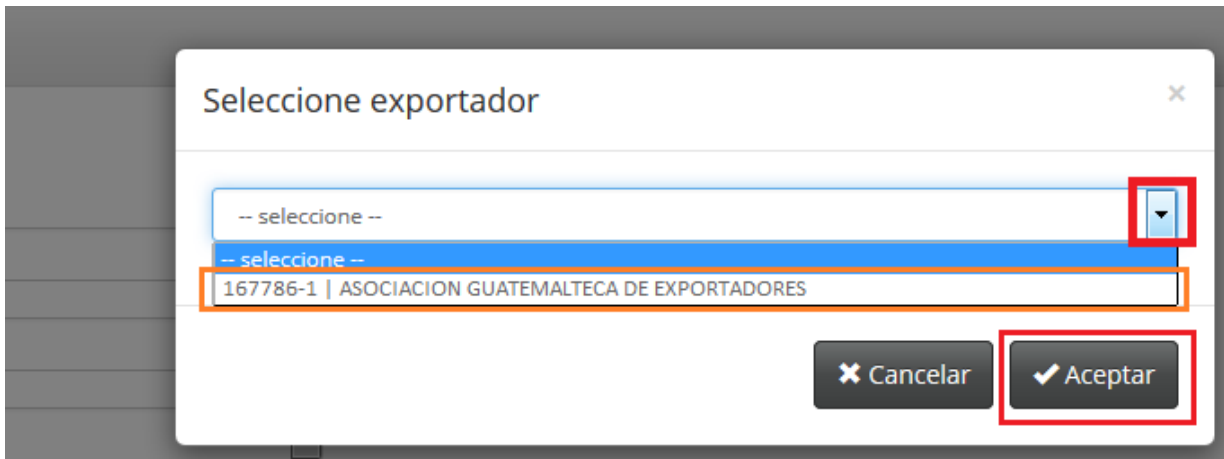 Seleccione exportador
×
-- seleccione --
-- seleccione --
167786-1 | ASOCIACION GUATEMALTECA DE EXPORTADORES
✖ Cancelar
✔ Aceptar